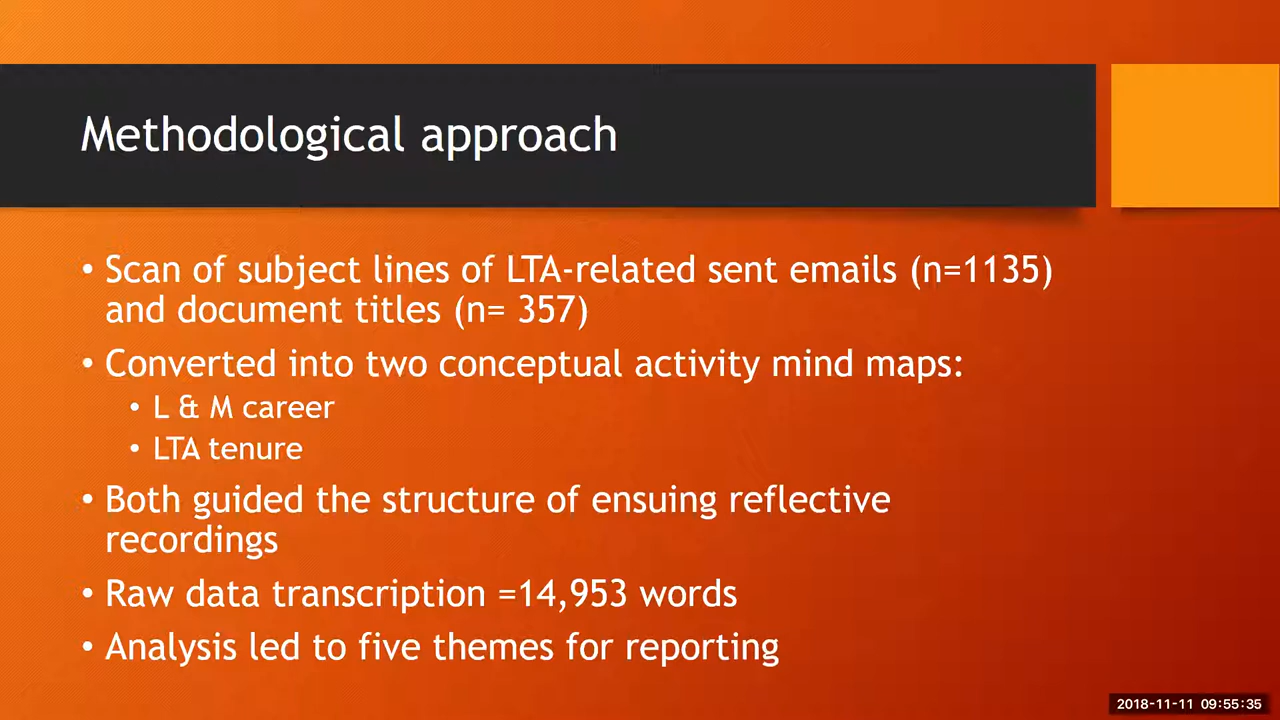 Methodological approach
• Scan of subject lines of LTA-related sent emails (n=1135)
and document titles (n= 357)
• Converted into two conceptual activity mind maps:
• L & M career
• LTA tenure
• Both guided the structure of ensuing reflective
recordings
• Raw data transcription =14,953 words
• Analysis led to five themes for reporting
2018-11-11 09:55:35